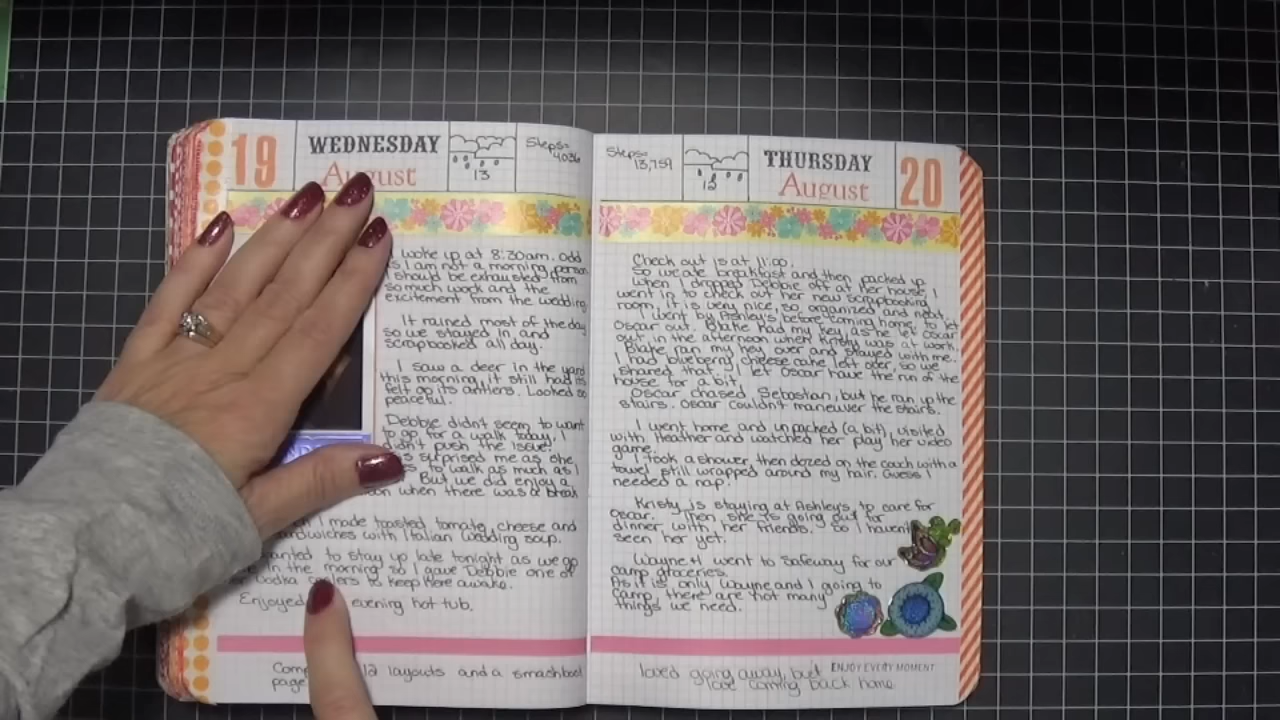 19
WEDNESDAY
August
13
Steps=
4036
woke up at 8:30am. Odd
as I am not a morning person
I should be exhausted from
so much work and the
excitement from the wedding.
It rained most of the day
so we stayed in and
scrapbooked all day.
I saw a deer in the yard
this morning, it still had its
felt on its antlers. Looked so
peaceful.
Debbie didn't seem to want
to go for a walk today, I
didn't push the issue.
surprised me as she
to walk as much as I
But we did enjoy a
when there was a break
I made toasted tomato, cheese and
sandwiches with Italian Wedding soup.
wanted to stay up late tonight as we go
in the morning so I gave Debbie one of
vodka coolers to keep here awake.
Enjoyed evening hot tub.
12 layouts and a smashbook
page
Steps=
13,759
12
THURSDAY
August
20
Check out is at 11:00.
So we ate breakfast and then packed up
When I dropped Debbie off at her house, I
went in to check out her new scrapbooking
room, it is very nice, so organized and neat.
I went by Ashley's before coming home, to let
Oscar out. Blake had my key, as he let Oscar
out in the afternoon when Kristy was at work.
Blake ran my key over and stayed with me.
I had blueberry cheese cake left over, so we
shared that. I let Oscar have the run of the
house for a bit.
Oscar chased Sebastian, but he ran up the
stairs. Oscar couldn't maneuver the stairs.
I went home and unpacked (a bit), visited
with Heather and watched her play her video
game.
I took a shower then dozed on the couch with a
towel still wrapped around my hair. Guess I
needed a nap!
Kristy is staying at Ashley's to care for
Oscar. Then she is going out for
dinner with her friends. So I haven't
seen her yet.
Wayne + I went to Safeway for our
camp groceries.
As it is only Wayne and I going to
camp, there are not many
things we need.
loved going away, but
love coming back home
ENJOY EVERY MOMENT